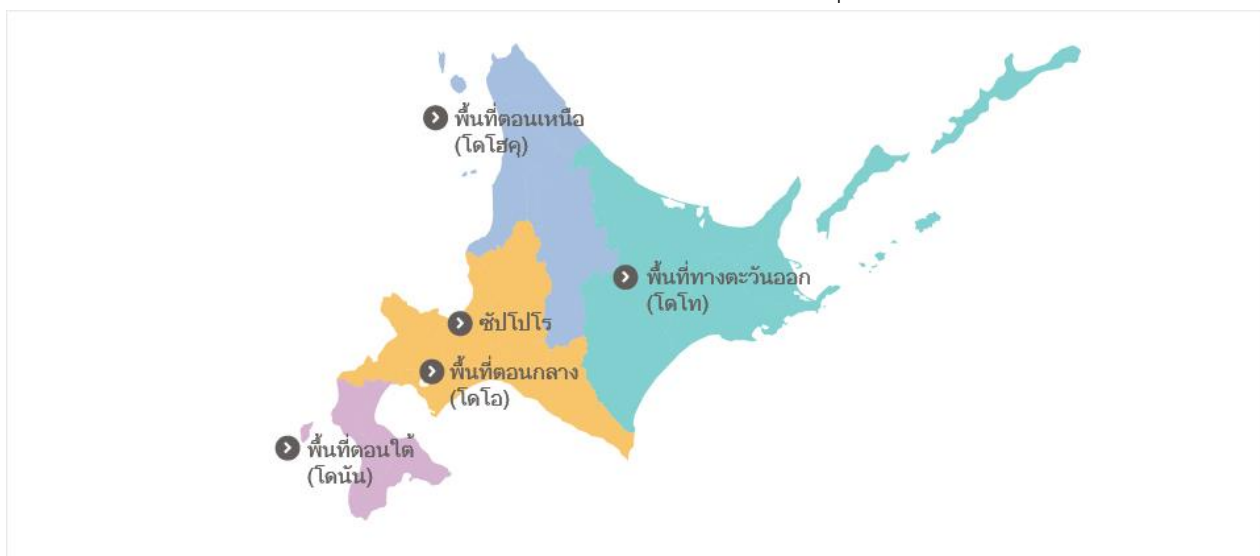 พื้นที่ตอนเหนือ
(โดโฮคุ)
พื้นที่ทางตะวันออก
(โดโท)
ซัปโปโร
พื้นที่ตอนกลาง
(โดโอ)
พื้นที่ตอนใต้
(โดนัน)